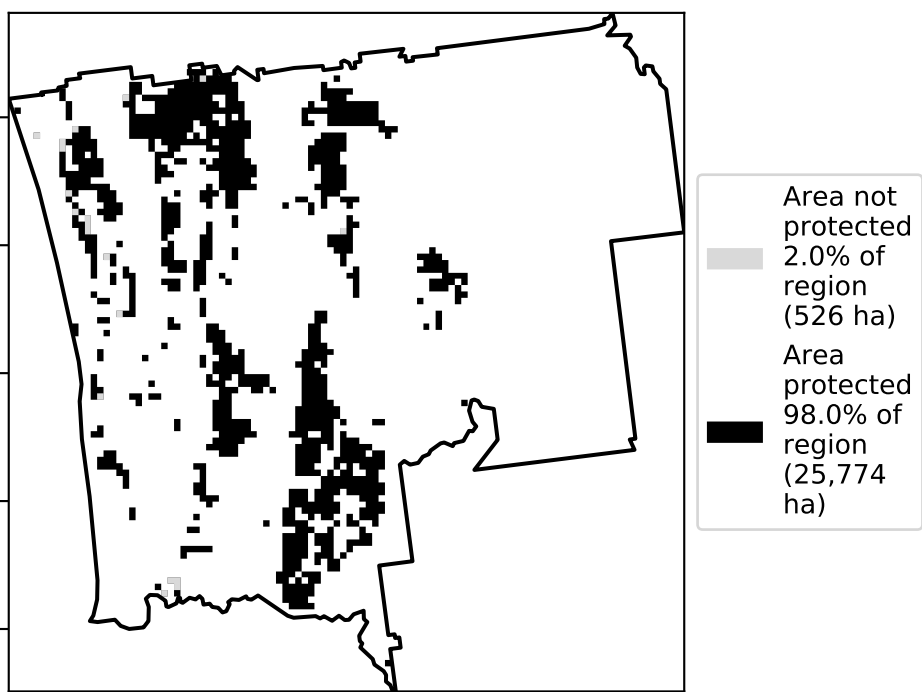 Area not
protected
2.0% of
region
(526 ha)
Area
protected
98.0% of
region
(25,774
ha)